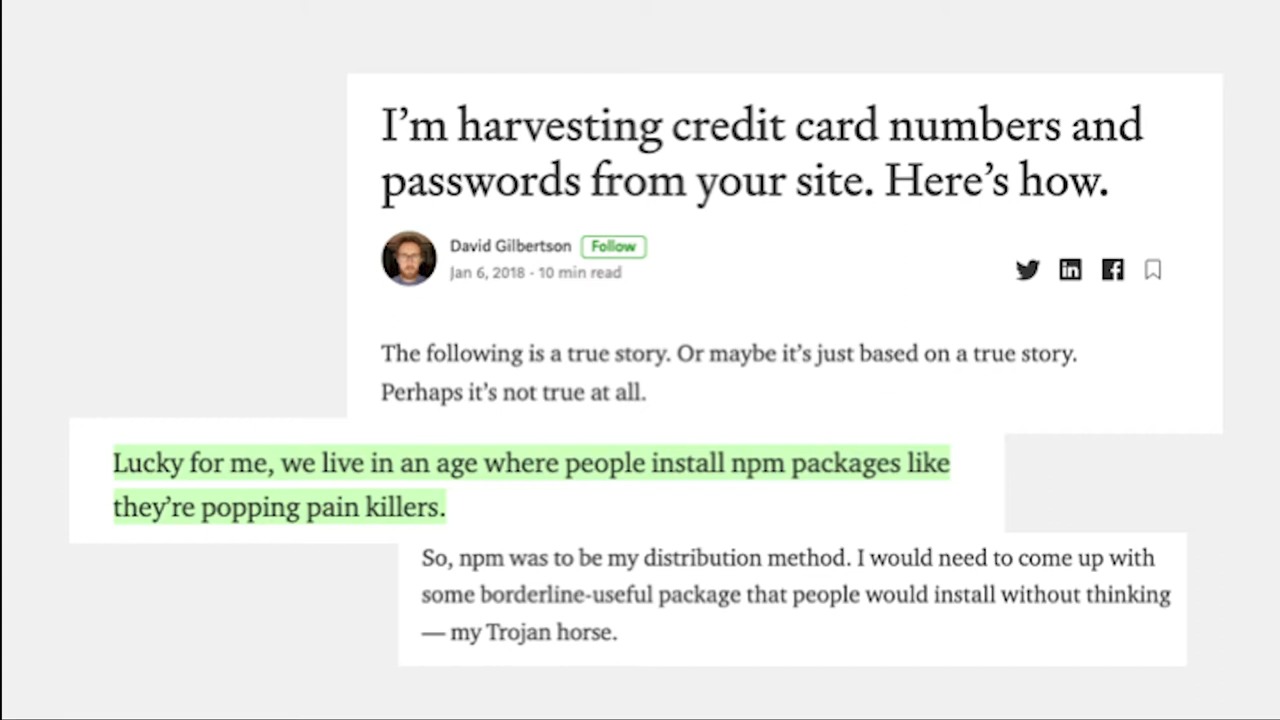 I’m harvesting credit card numbers and
passwords from your site. Here’s how.
David Gilbertson Follow
Jan 6, 2018 · 10 min read
The following is a true story. Or maybe it’s just based on a true story.
Perhaps it’s not true at all.
Lucky for me, we live in an age where people install npm packages like
they’re popping pain killers.
So, npm was to be my distribution method. I would need to come up with
some borderline-useful package that people would install without thinking
— my Trojan horse.